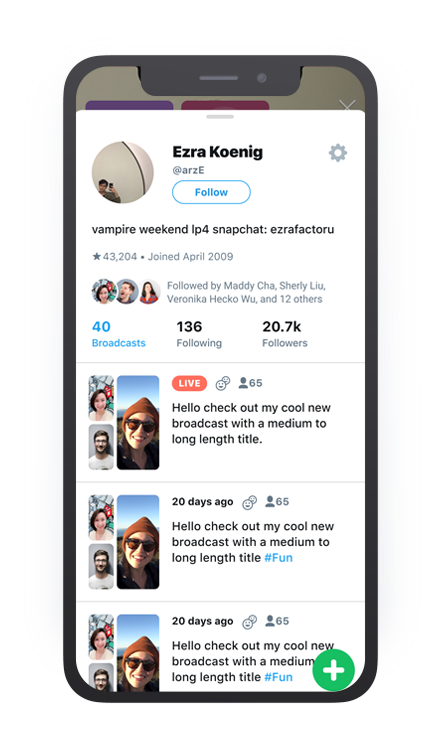 Ezra Koenig
@arzE
Follow
vampire weekend lp4 snapchat: ezrafactoru
★43,204 • Joined April 2009
Followed by Maddy Cha, Sherly Liu,
Veronika Hecko Wu, and 12 others
40 136 20.7k
Broadcasts Following Followers
LIVE 65
Hello check out my cool new
broadcast with a medium to
long length title.
20 days ago 65
Hello check out my cool new
broadcast with a medium to
long length title #Fun
20 days ago 65
Hello check out my cool new
broadcast with a medium to
long length title #Fun